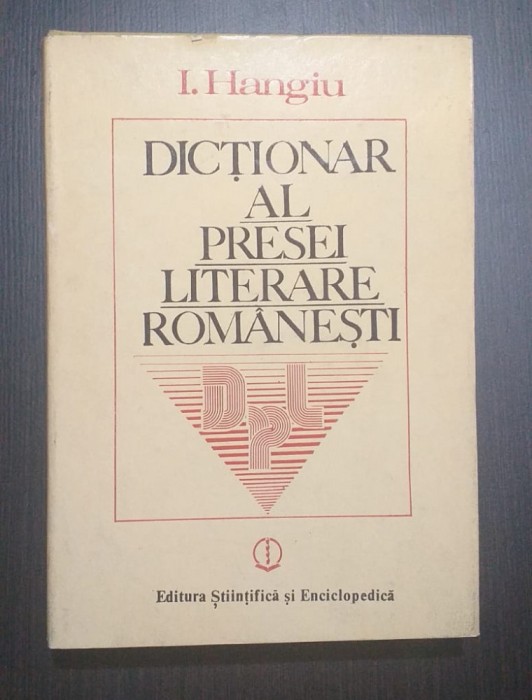 I. Hangiu
DICȚIONAR
AL
PRESEI
LITERARE
ROMÂNEȘTI
DpL
Editura Științifică și Enciclopedică